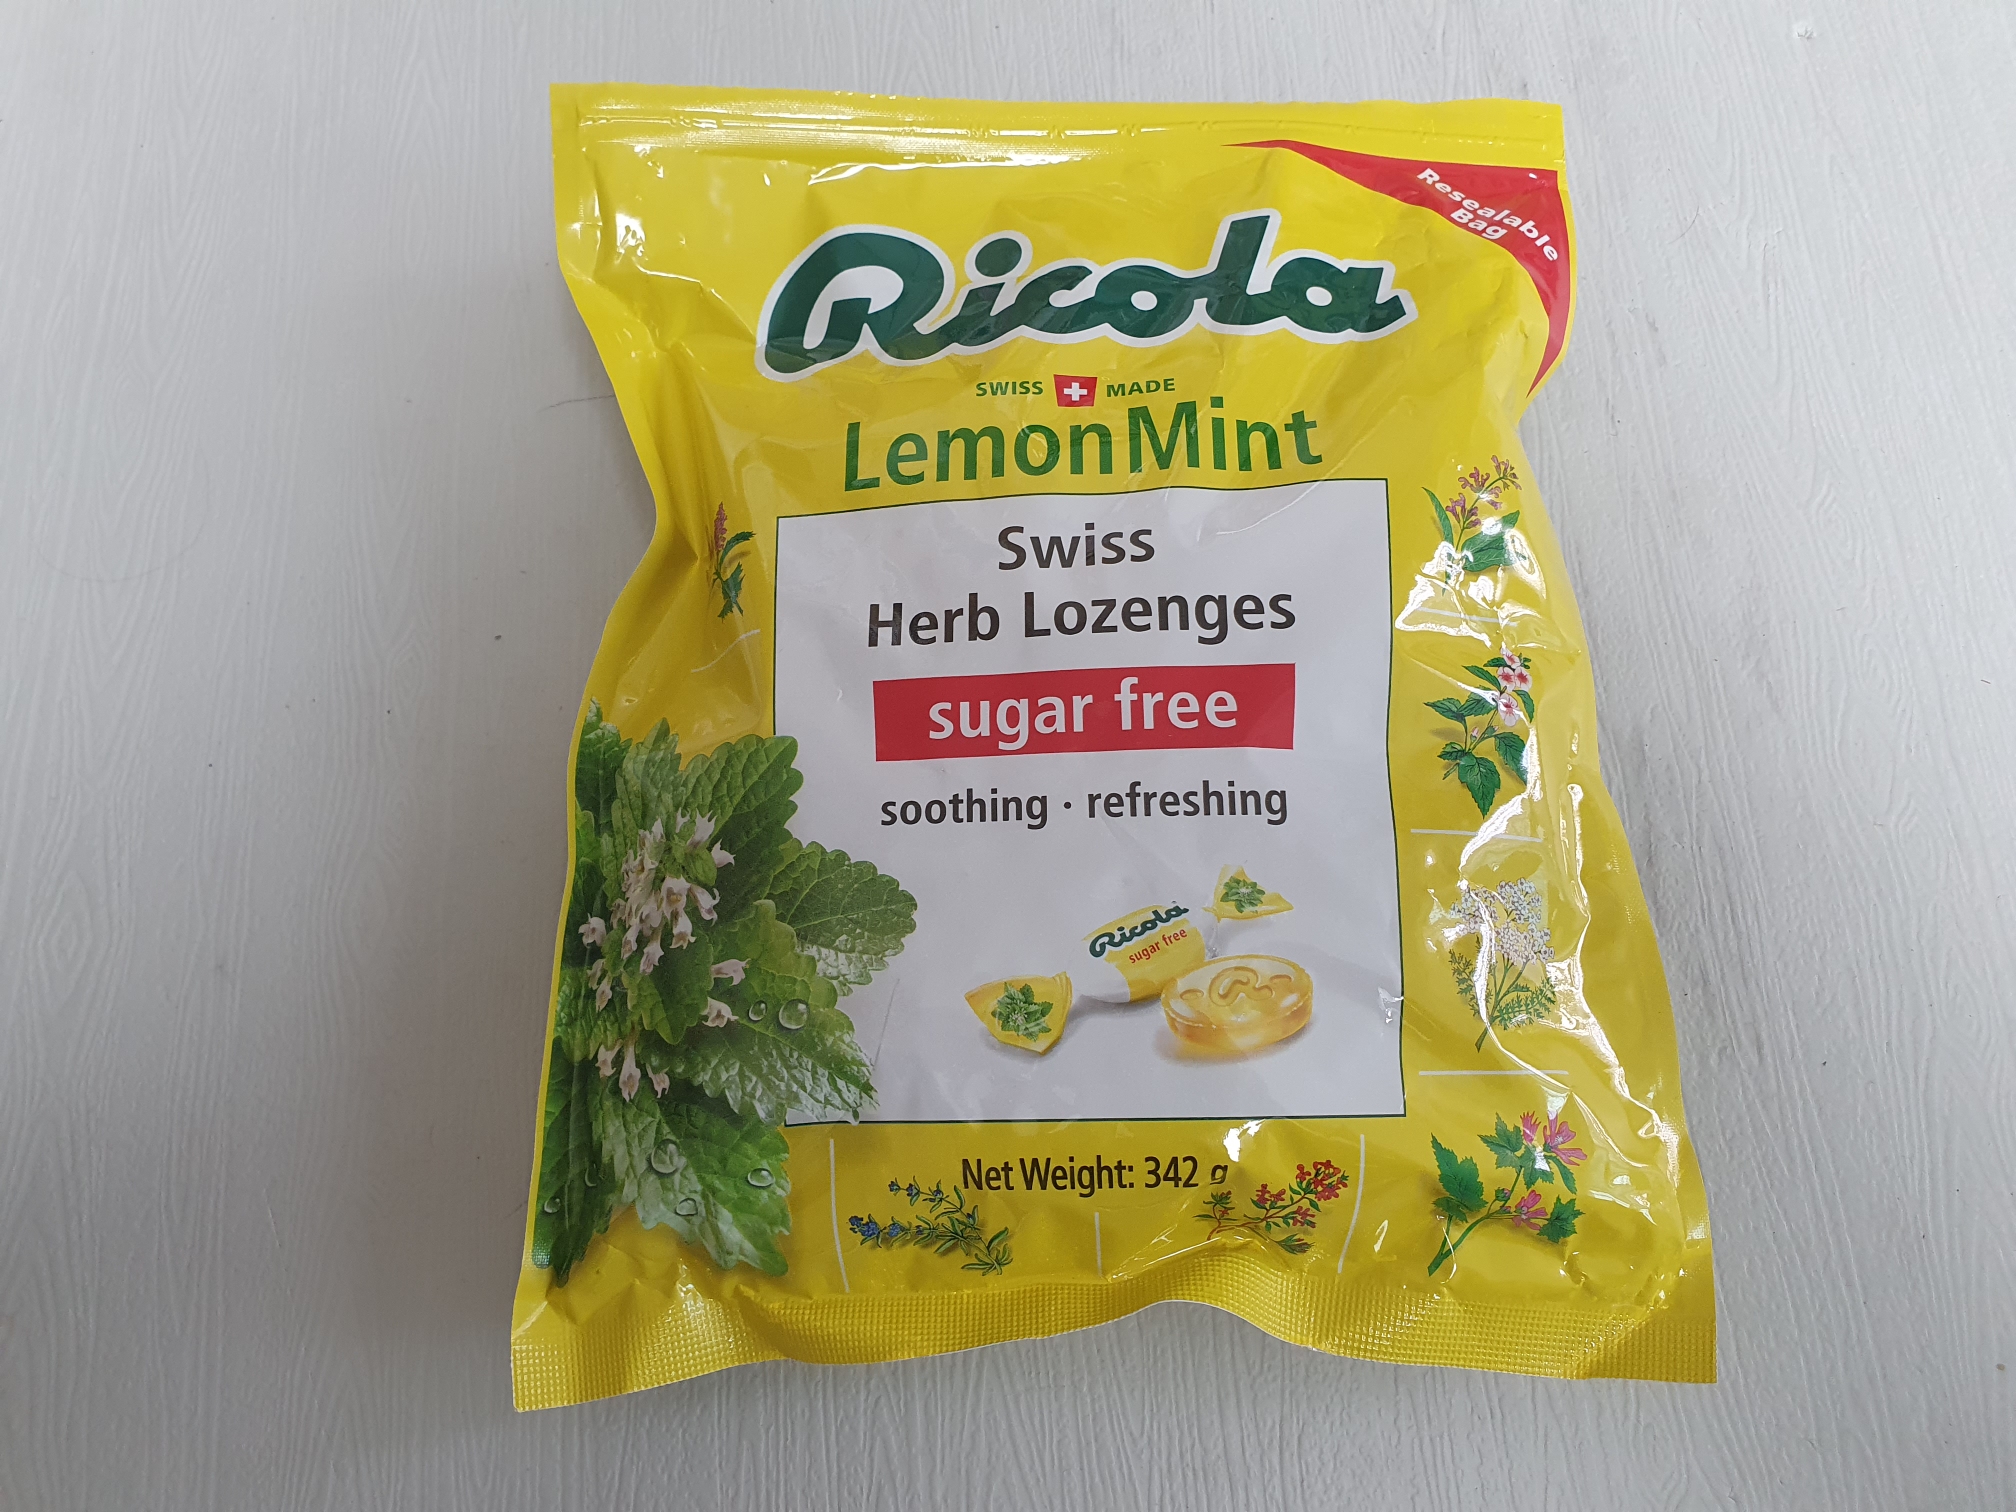 Resealable
Bag
Ricola
SWISS MADE
LemonMint
Swiss
Herb Lozenges
sugar free
soothing · refreshing
Ricola
sugar free
Net Weight: 342 g